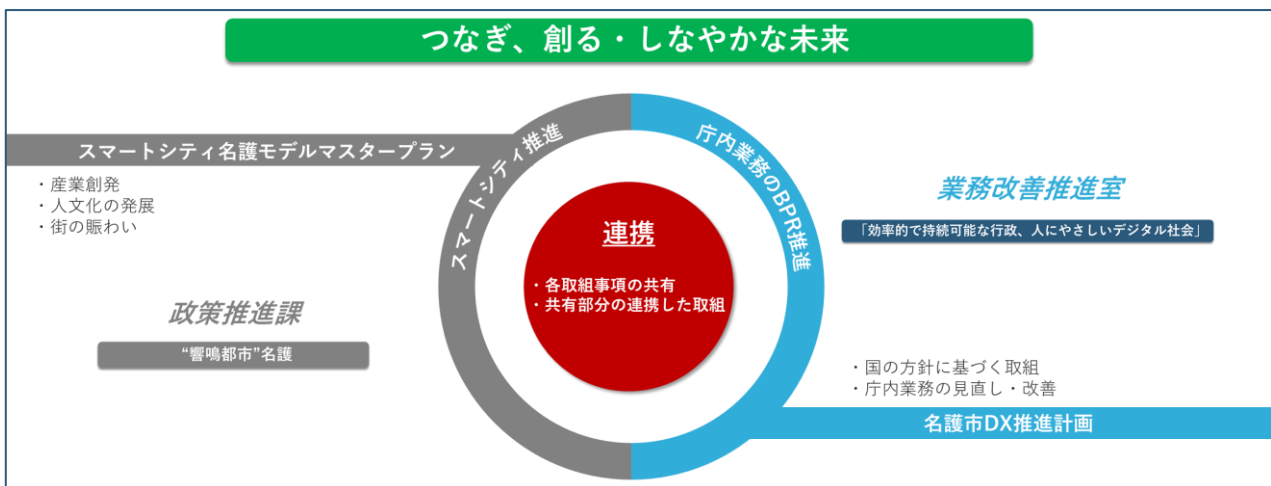 つなぎ、創る・しなやかな未来
スマートシティ名護モデルマスタープラン
・産業創発
・人文化の発展
・街の賑わい
政策推進課
“響鳴都市”名護
スマートシティ推進
庁内業務のBPR推進
連携
・各取組事項の共有
・共有部分の連携した取組
業務改善推進室
「効率的で持続可能な行政、人にやさしいデジタル社会」
・国の方針に基づく取組
・庁内業務の見直し・改善
名護市DX推進計画